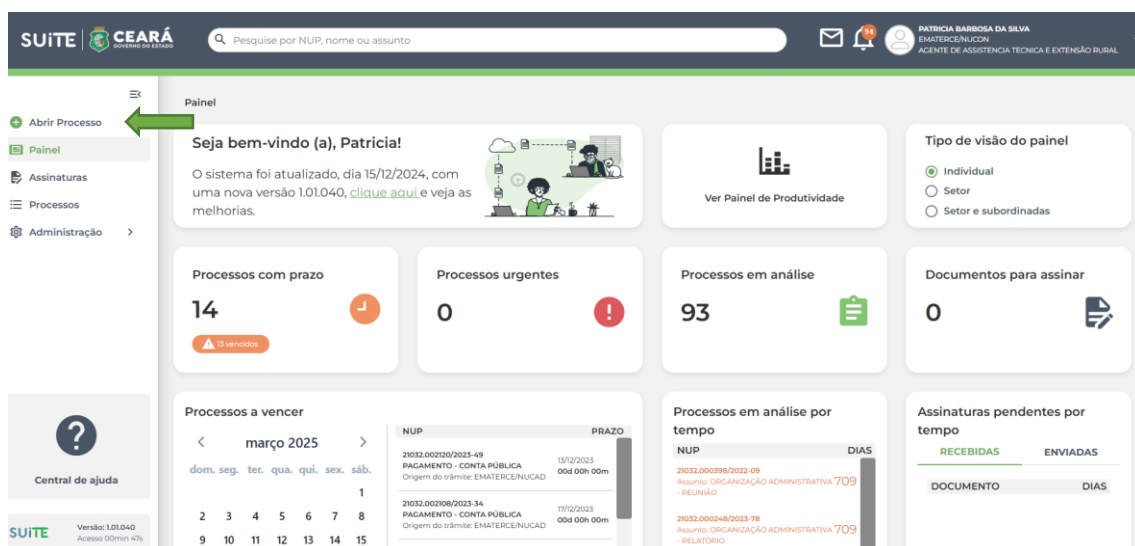 SUiTE
CEARÁ
GOVERNO DO ESTADO
Pesquise por NUP, nome ou assunto
94
PATRICIA BARBOSA DA SILVA
EMATERCE/NUCON
AGENTE DE ASSISTENCIA TECNICA E EXTENSÃO RURAL
Abrir Processo
Painel
Assinaturas
Processos
Administração
Central de ajuda
SUiTE
Versão: 1.01.040
Acesso 00min 47s
Painel
Seja bem-vindo (a), Patricia!
O sistema foi atualizado, dia 15/12/2024, com
uma nova versão 1.01.040, clique aqui e veja as
melhorias.
Ver Painel de Produtividade
Tipo de visão do painel
Individual
Setor
Setor e subordinadas
Processos com prazo
14
13 vencidos
Processos urgentes
0
Processos em análise
93
Documentos para assinar
0
Processos a vencer
março 2025
dom. seg. ter. qua. qui. sex. sáb.
1
2 3 4 5 6 7 8
9 10 11 12 13 14 15
NUP PRAZO
21032.002120/2023-49
PAGAMENTO - CONTA PÚBLICA
Origem do trâmite: EMATERCE/NUCAD
13/12/2023
00d 00h 00m
21032.002108/2023-34
PAGAMENTO - CONTA PÚBLICA
Origem do trâmite: EMATERCE/NUCAD
17/12/2023
00d 00h 00m
Processos em análise por
tempo
NUP DIAS
21032.000398/2022-09
Assunto: ORGANIZAÇÃO ADMINISTRATIVA 709
- REUNIÃO
21032.000248/2023-78
Assunto: ORGANIZAÇÃO ADMINISTRATIVA 709
- RELATÓRIO
Assinaturas pendentes por
tempo
RECEBIDAS ENVIADAS
DOCUMENTO DIAS